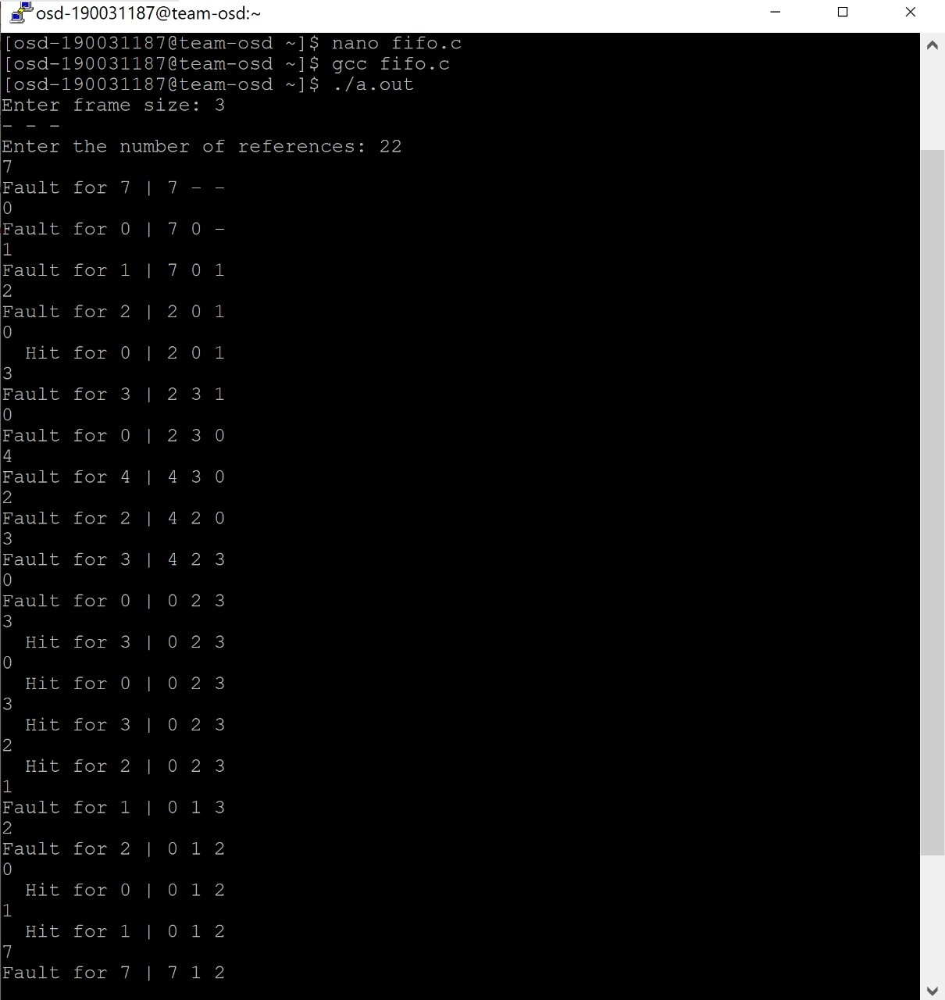 osd-190031187@team-osd:~
[osd-190031187@team-osd ~]$ nano fifo.c
[osd-190031187@team-osd ~]$ gcc fifo.c
[osd-190031187@team-osd ~]$ ./a.out
Enter frame size: 3
- - -
Enter the number of references: 22
7
Fault for 7 | 7 - -
0
Fault for 0 | 7 0 -
1
Fault for 1 | 7 0 1
2
Fault for 2 | 2 0 1
0
  Hit for 0 | 2 0 1
3
Fault for 3 | 2 3 1
0
Fault for 0 | 2 3 0
4
Fault for 4 | 4 3 0
2
Fault for 2 | 4 2 0
3
Fault for 3 | 4 2 3
0
Fault for 0 | 0 2 3
3
  Hit for 3 | 0 2 3
0
  Hit for 0 | 0 2 3
3
  Hit for 3 | 0 2 3
2
  Hit for 2 | 0 2 3
1
Fault for 1 | 0 1 3
2
Fault for 2 | 0 1 2
0
  Hit for 0 | 0 1 2
1
  Hit for 1 | 0 1 2
7
Fault for 7 | 7 1 2